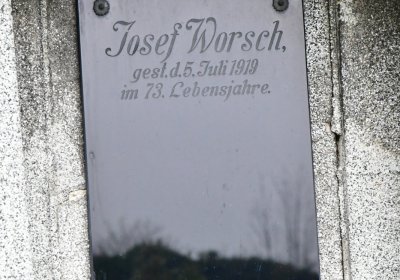 Josef Worsch,
gest. d. 5. Juli 1919
im 73. Lebensjahre.